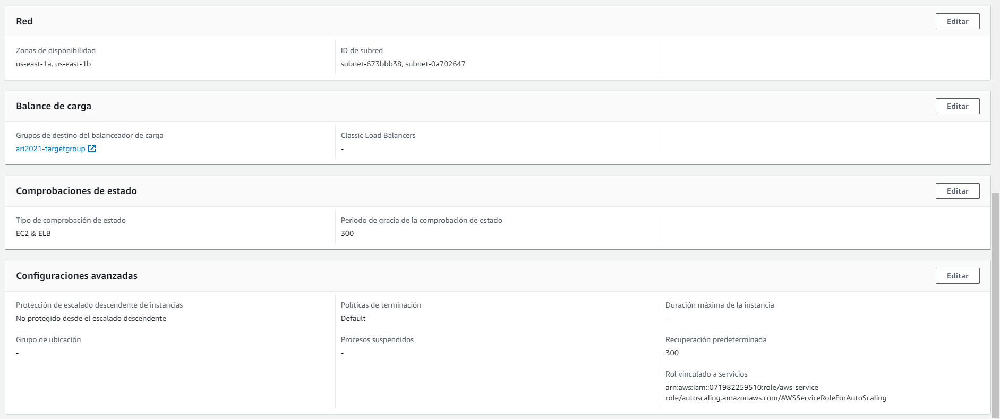 Red
Editar
Zonas de disponibilidad
us-east-1a, us-east-1b
ID de subred
subnet-673bbb38, subnet-0a702647
Balance de carga
Editar
Grupos de destino del balanceador de carga
ari2021-targetgroup
Classic Load Balancers
-
Comprobaciones de estado
Editar
Tipo de comprobación de estado
EC2 & ELB
Periodo de gracia de la comprobación de estado
300
Configuraciones avanzadas
Editar
Protección de escalado descendente de instancias
No protegido desde el escalado descendente
Grupo de ubicación
-
Políticas de terminación
Default
Procesos suspendidos
-
Duración máxima de la instancia
-
Recuperación predeterminada
300
Rol vinculado a servicios
arn:aws:iam::071982259510:role/aws-service-
role/autoscaling.amazonaws.com/AWSServiceRoleForAutoScaling